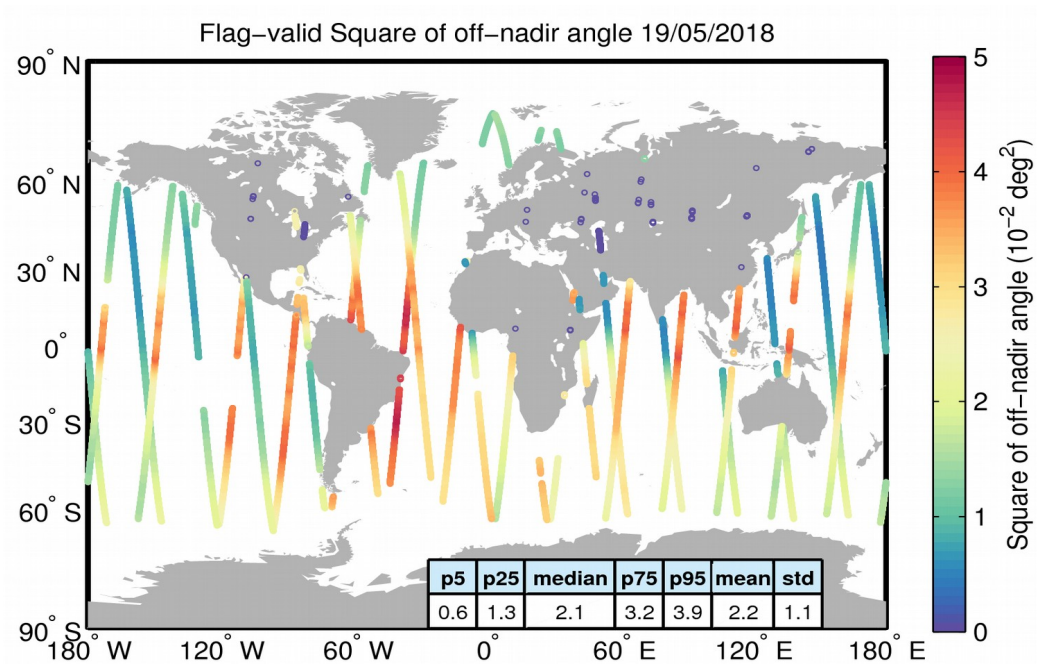 Flag−valid Square of off−nadir angle 19/05/2018
90° N
60° N
30° N
0°
30° S
60° S
90° S
180° W
120° W
60° W
0°
60° E
120° E
180° E
p5 p25 median p75 p95 mean std
0.6 1.3 2.1 3.2 3.9 2.2 1.1
5
4
3
2
1
0
Square of off−nadir angle (10⁻² deg²)